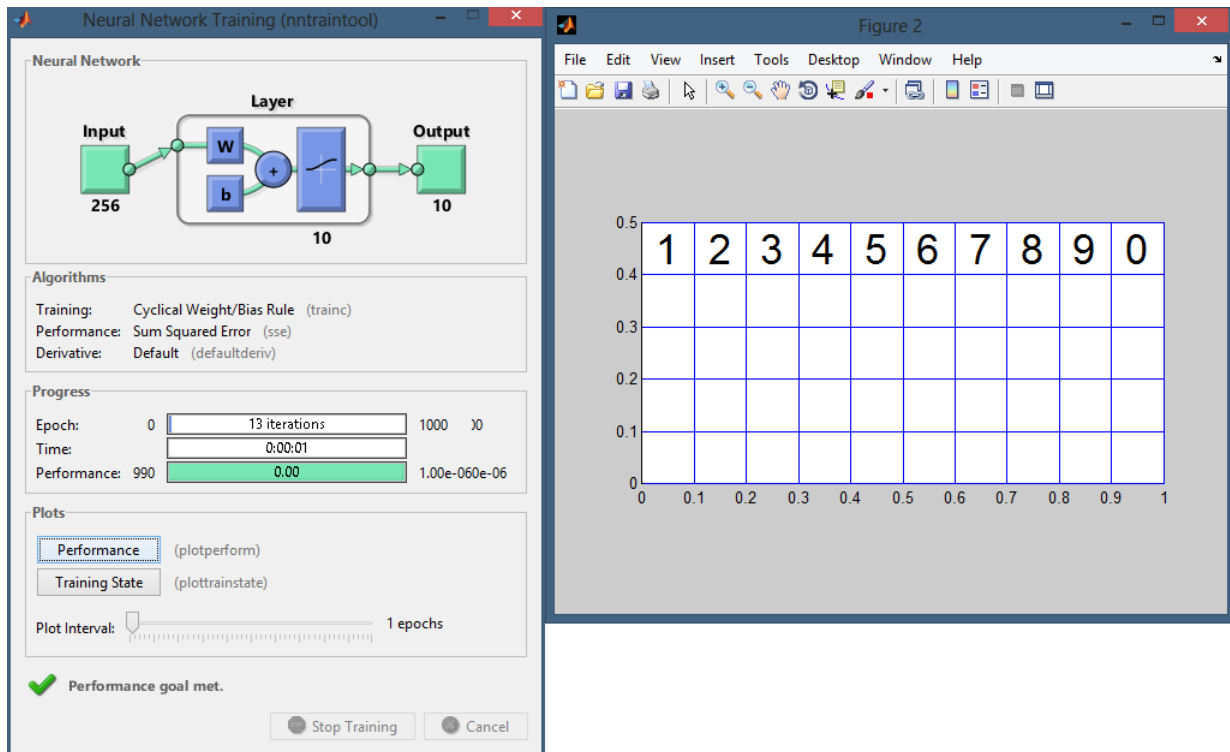 Neural Network Training (nntraintool)
Neural Network
Layer
Input
Output
W
b
+
256
10
10
Algorithms
Training: Cyclical Weight/Bias Rule (trainc)
Performance: Sum Squared Error (sse)
Derivative: Default (defaultderiv)
Progress
Epoch: 0 13 iterations 1000 )0
Time: 0:00:01
Performance: 990 0.00 1.00e-060e-06
Plots
Performance (plotperform)
Training State (plottrainstate)
Plot Interval: 1 epochs
Performance goal met.
Stop Training Cancel
Figure 2
File Edit View Insert Tools Desktop Window Help
0.5
1 2 3 4 5 6 7 8 9 0
0.4
0.3
0.2
0.1
0
0 0.1 0.2 0.3 0.4 0.5 0.6 0.7 0.8 0.9 1